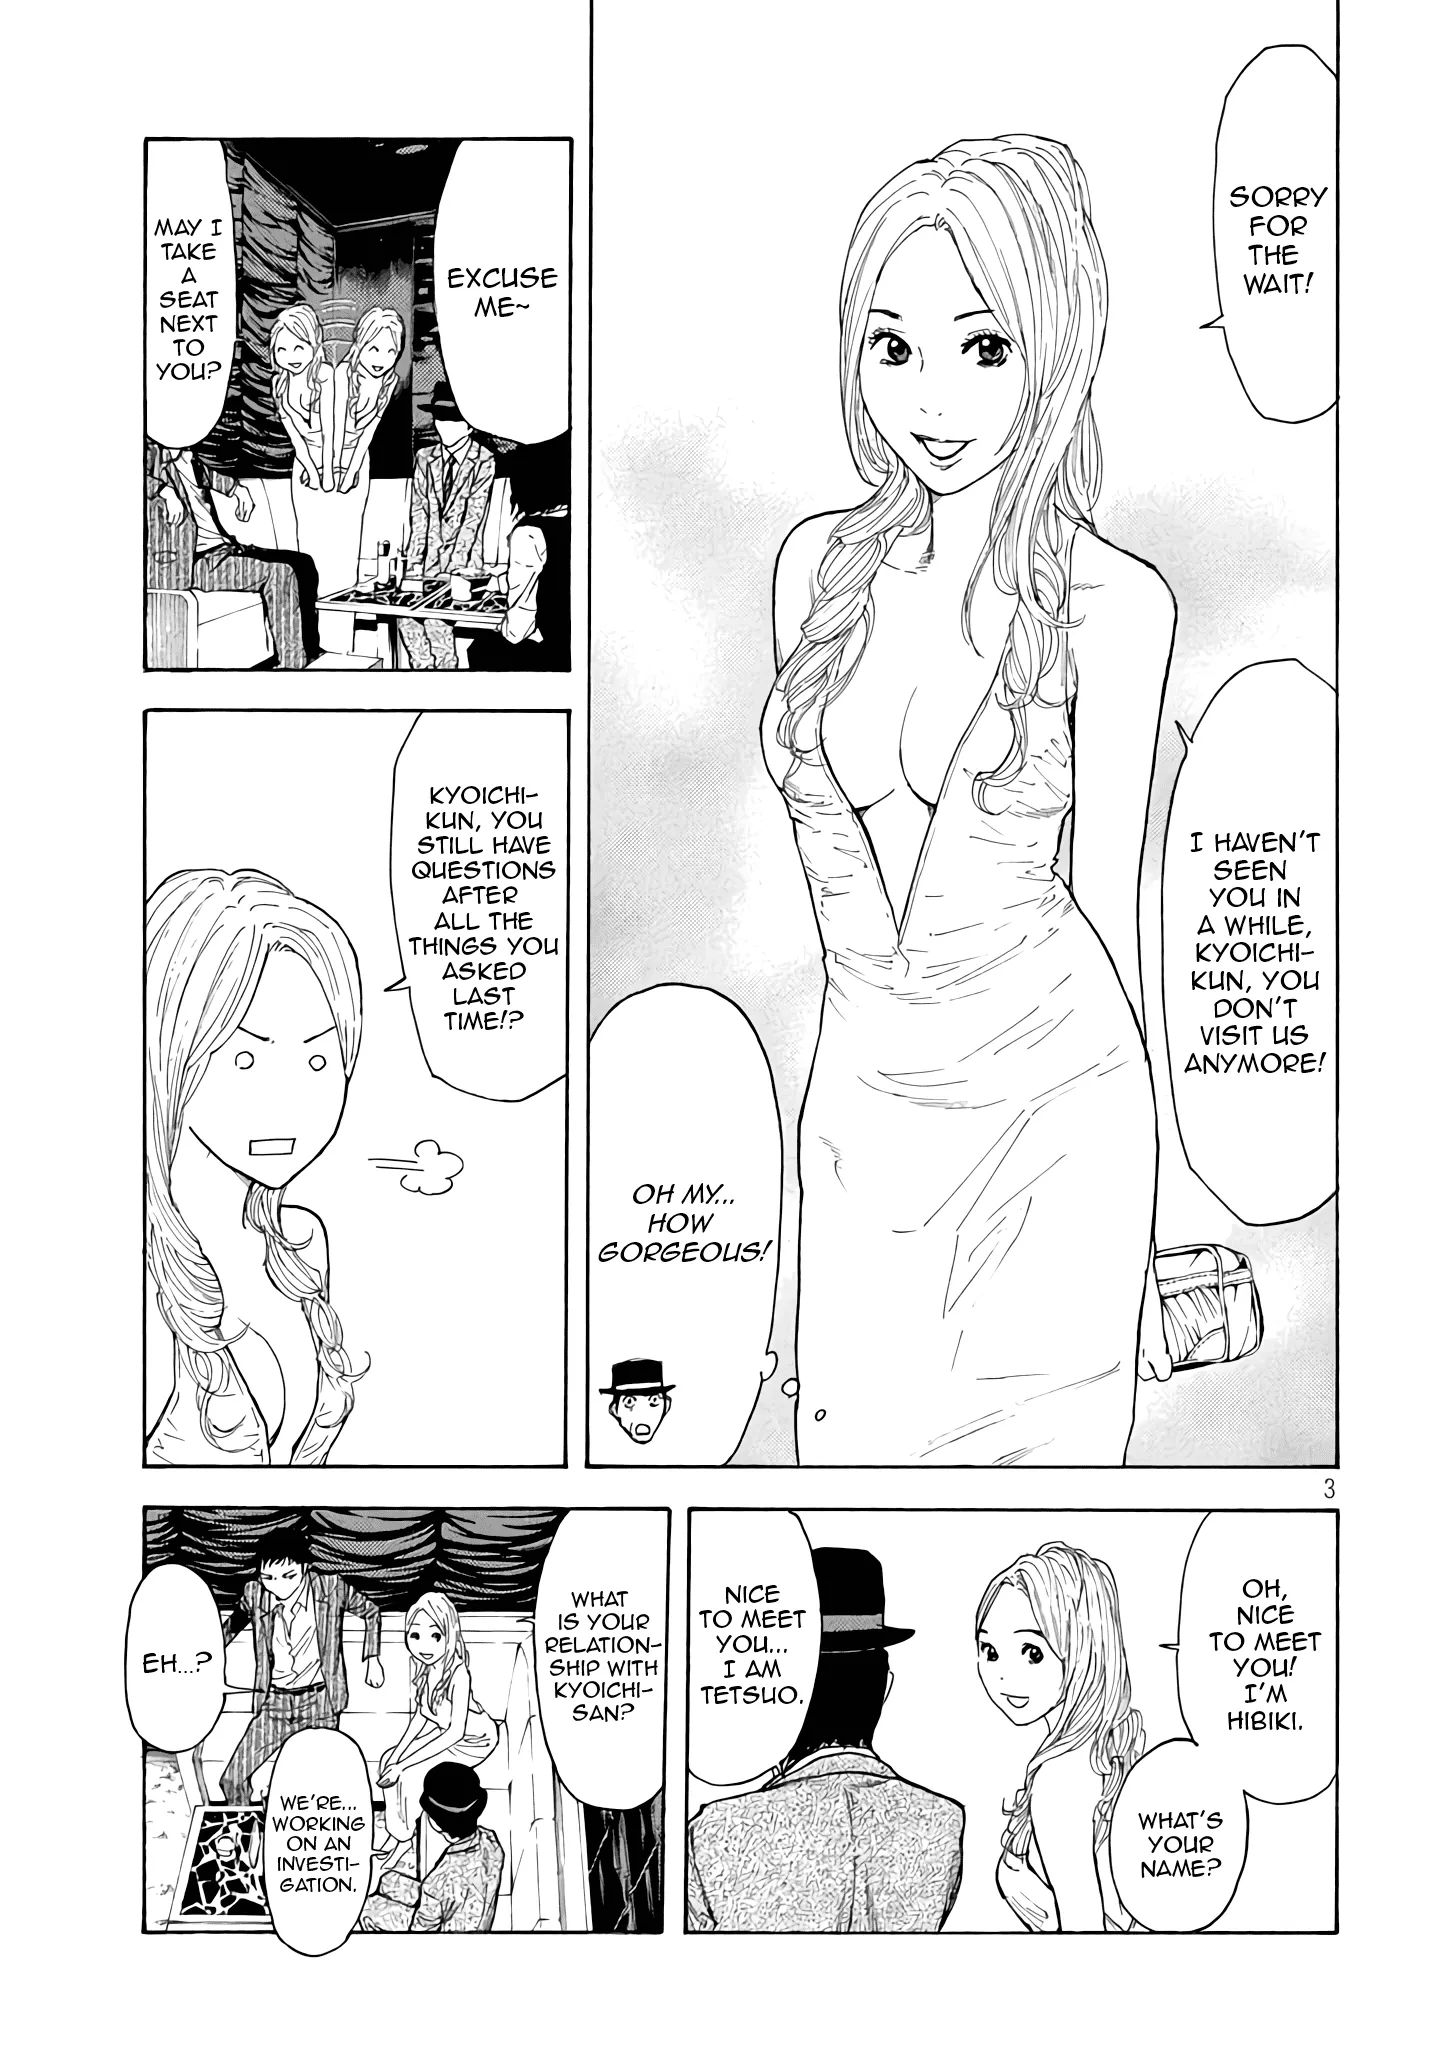 SORRY
FOR
THE
WAIT!
I HAVEN'T
SEEN
YOU IN
A WHILE,
KYOICHI-
KUN, YOU
DON'T
VISIT US
ANYMORE!
OH MY...
HOW
GORGEOUS!
EXCUSE
ME~
MAY I
TAKE
A
SEAT
NEXT
TO
YOU?
KYOICHI-
KUN, YOU
STILL HAVE
QUESTIONS
AFTER
ALL THE
THINGS YOU
ASKED
LAST
TIME!?
3
OH,
NICE
TO MEET
YOU!
I'M
HIBIKI.
WHAT'S
YOUR
NAME?
NICE
TO MEET
YOU...
I AM
TETSUO.
WHAT
IS YOUR
RELATION-
SHIP WITH
KYOICHI-
SAN?
EH...?
WE'RE...
WORKING
ON AN
INVESTI-
GATION.